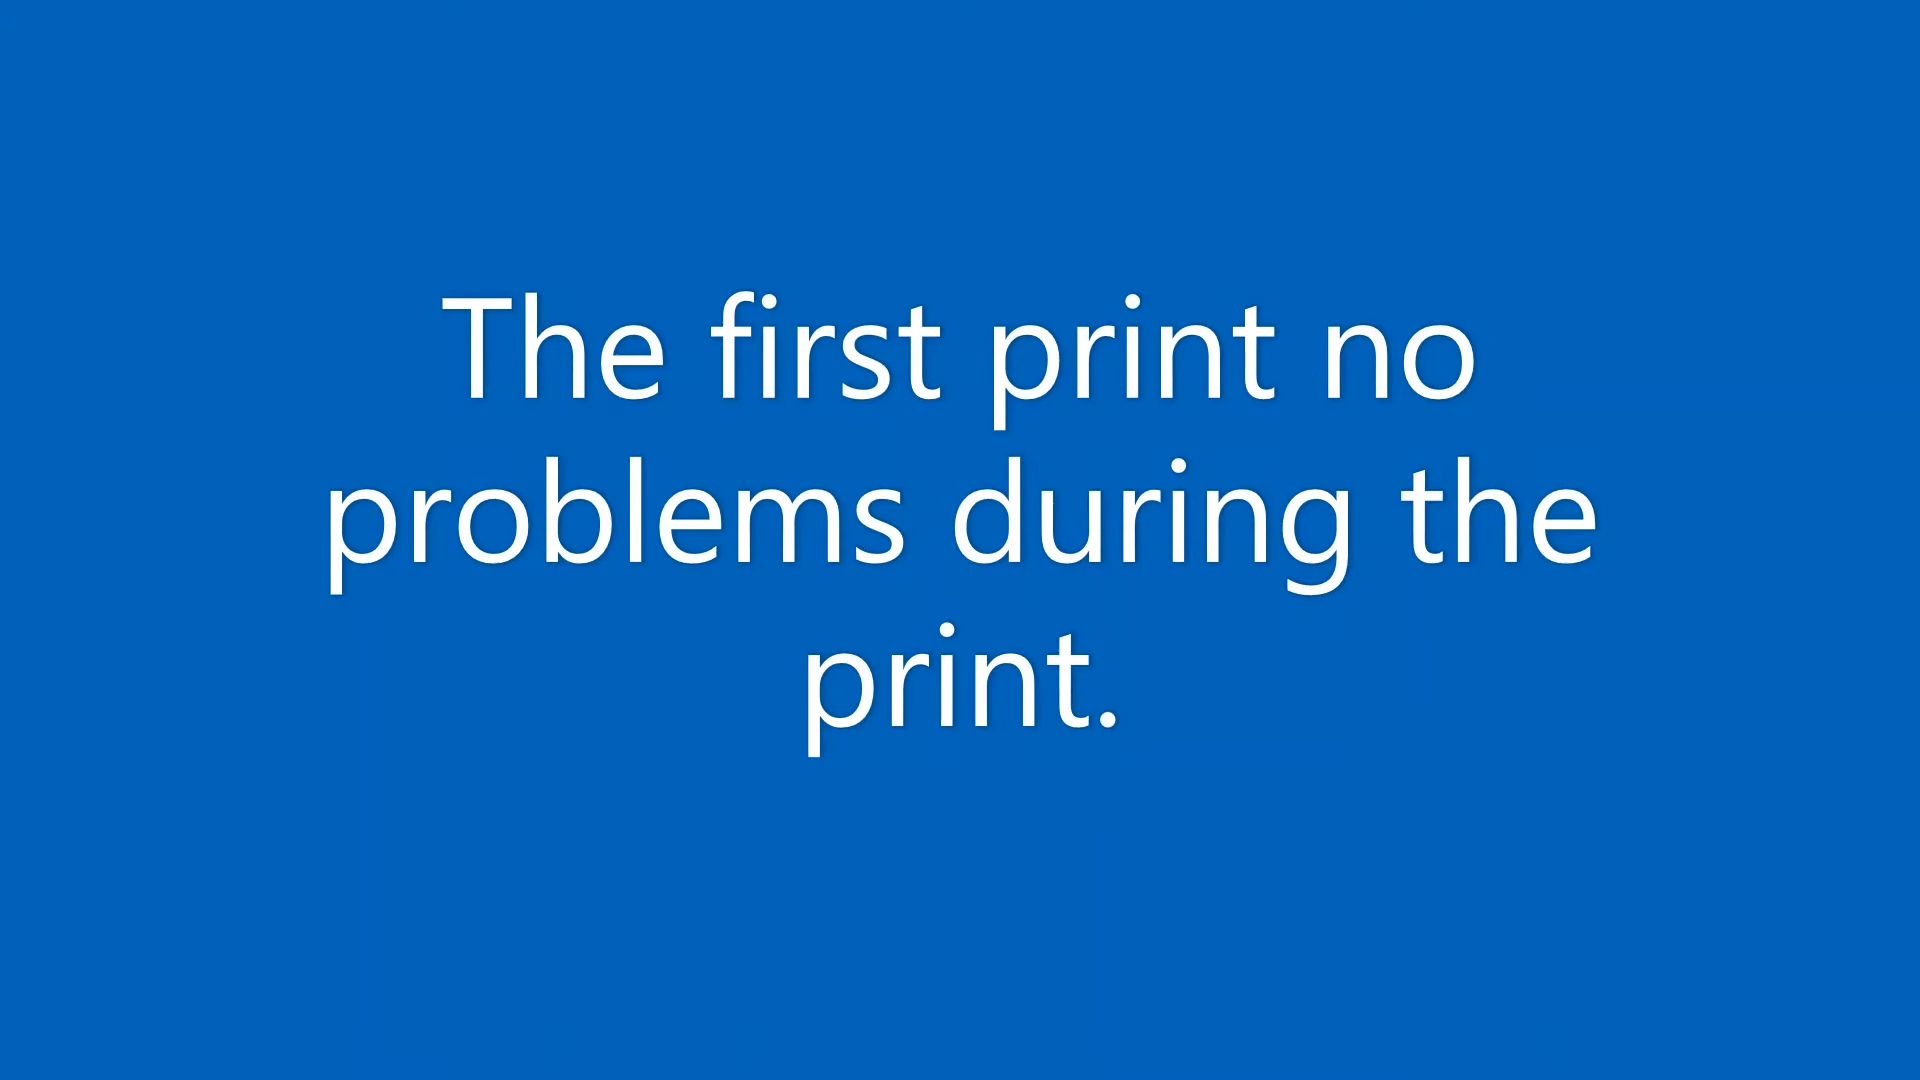 The first print no
problems during the
print.